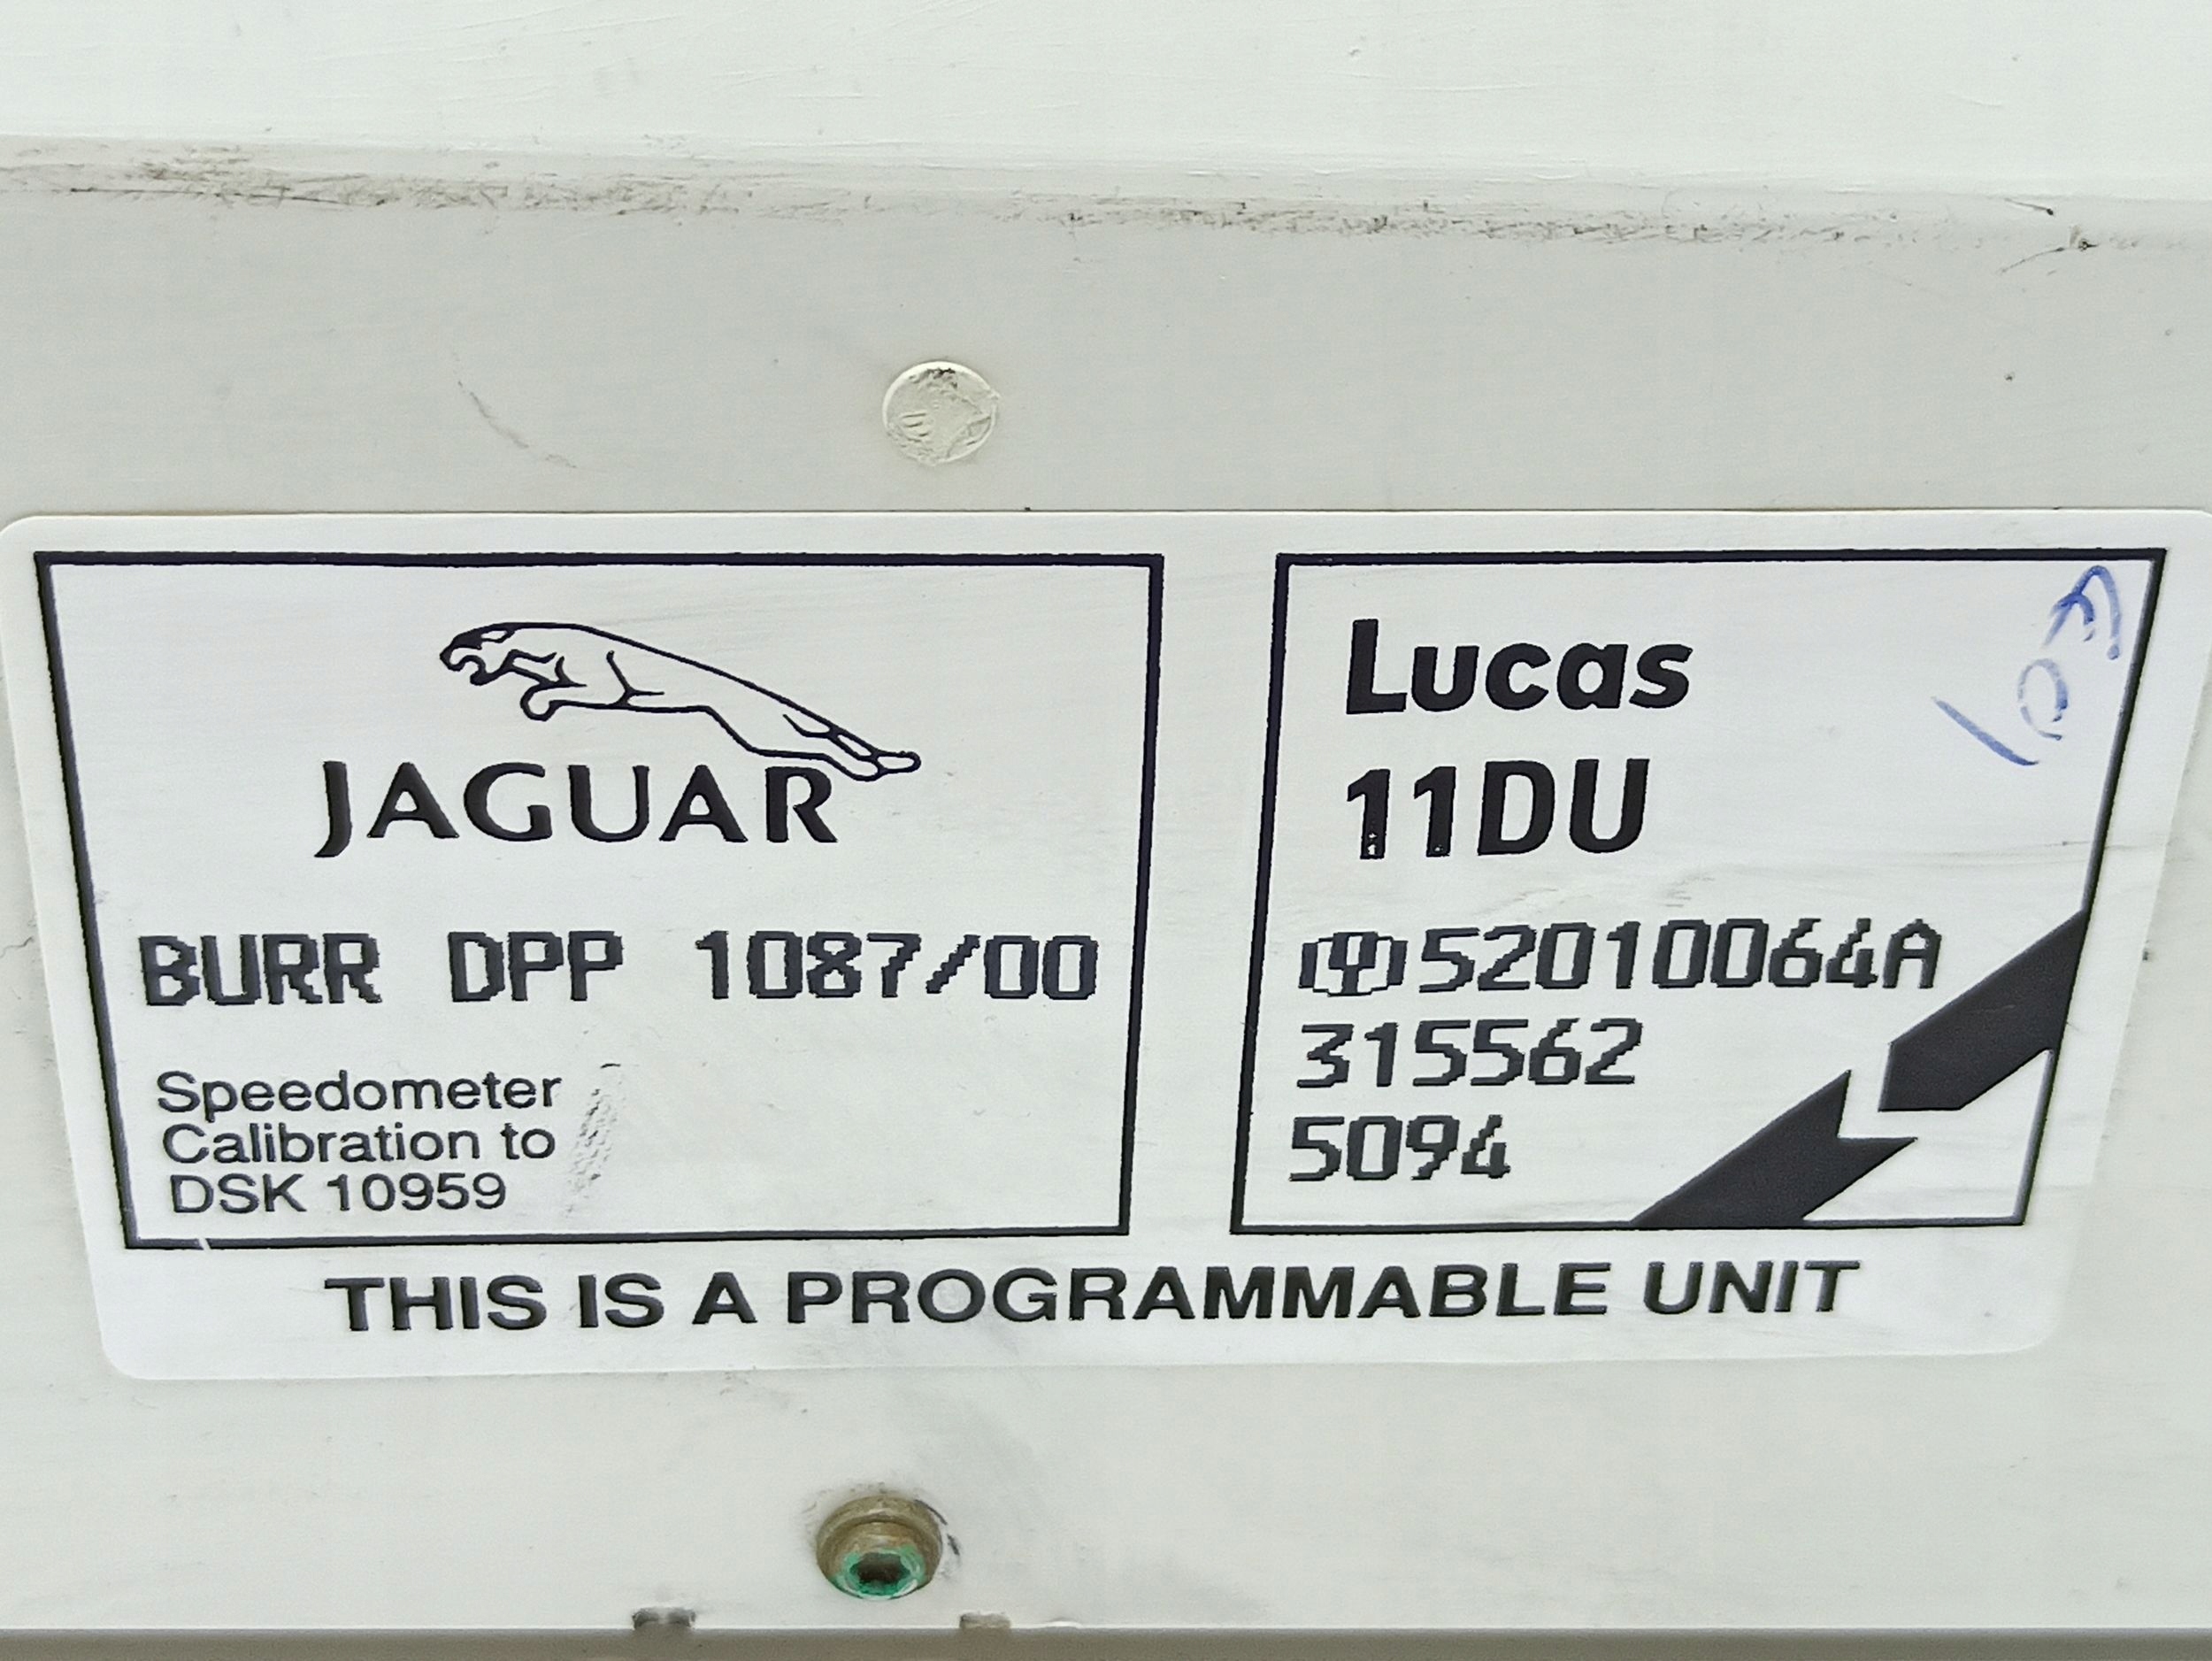 JAGUAR
BURR DPP 1087/00
Speedometer
Calibration to
DSK 10959
Lucas
11DU
52010064A
315562
5094
103
THIS IS A PROGRAMMABLE UNIT